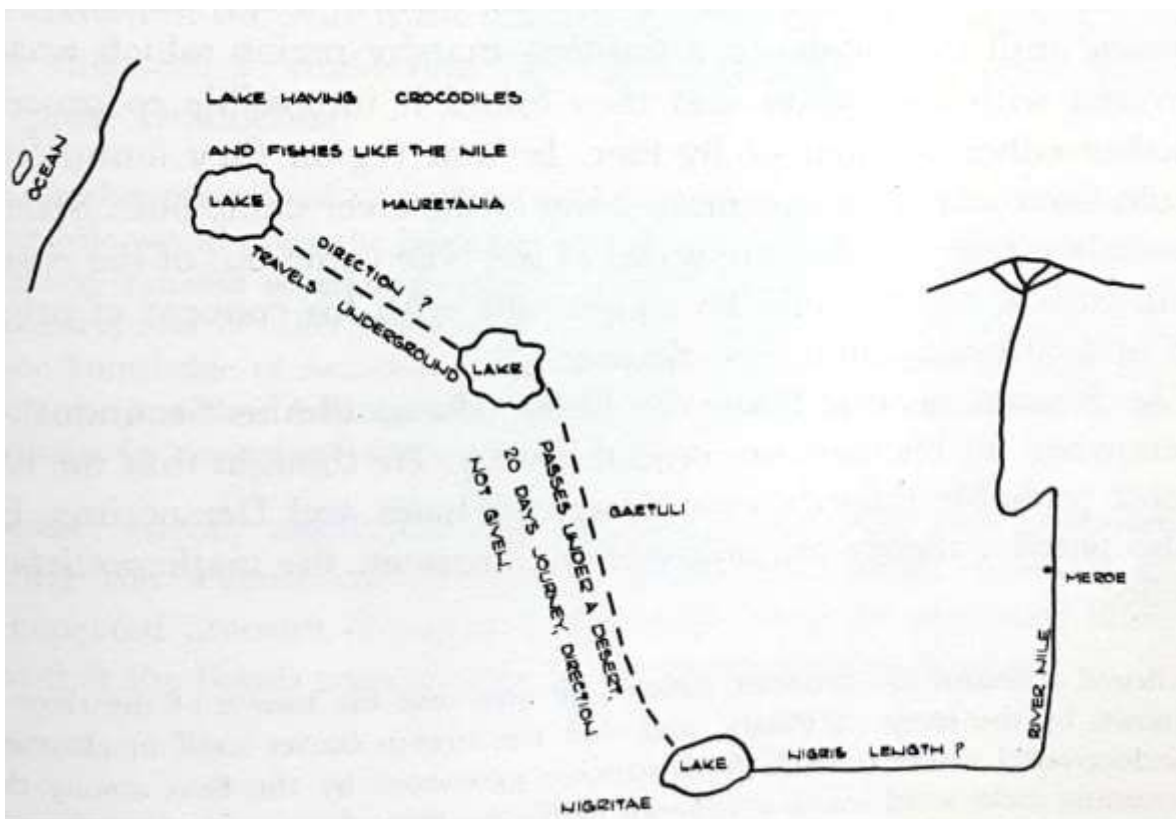 LAKE HAVING CROCODILES
AND FISHES LIKE THE NILE
OCEAN
LAKE
MAURETANIA
DIRECTION ?
TRAVELS UNDERGROUND
LAKE
PASSES UNDER A DESERT,
20 DAYS JOURNEY, DIRECTION
NOT GIVEN
GAETULI
MEROE
RIVER NILE
LAKE
NIGRIS LENGTH ?
NIGRITAE